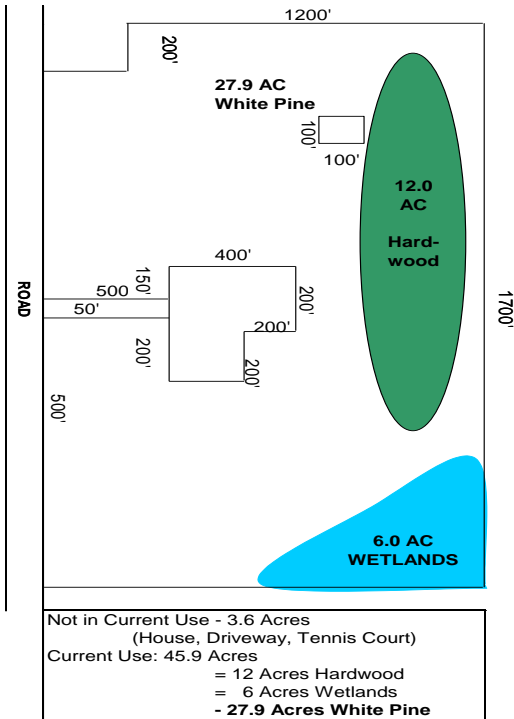 1200'
200'
27.9 AC
White Pine
100'
100'
12.0
AC
Hard-
wood
400'
150'
500
50'
200'
200'
200'
200'
ROAD
1700'
500'
6.0 AC
WETLANDS
Not in Current Use - 3.6 Acres
(House, Driveway, Tennis Court)
Current Use: 45.9 Acres
= 12 Acres Hardwood
= 6 Acres Wetlands
- 27.9 Acres White Pine